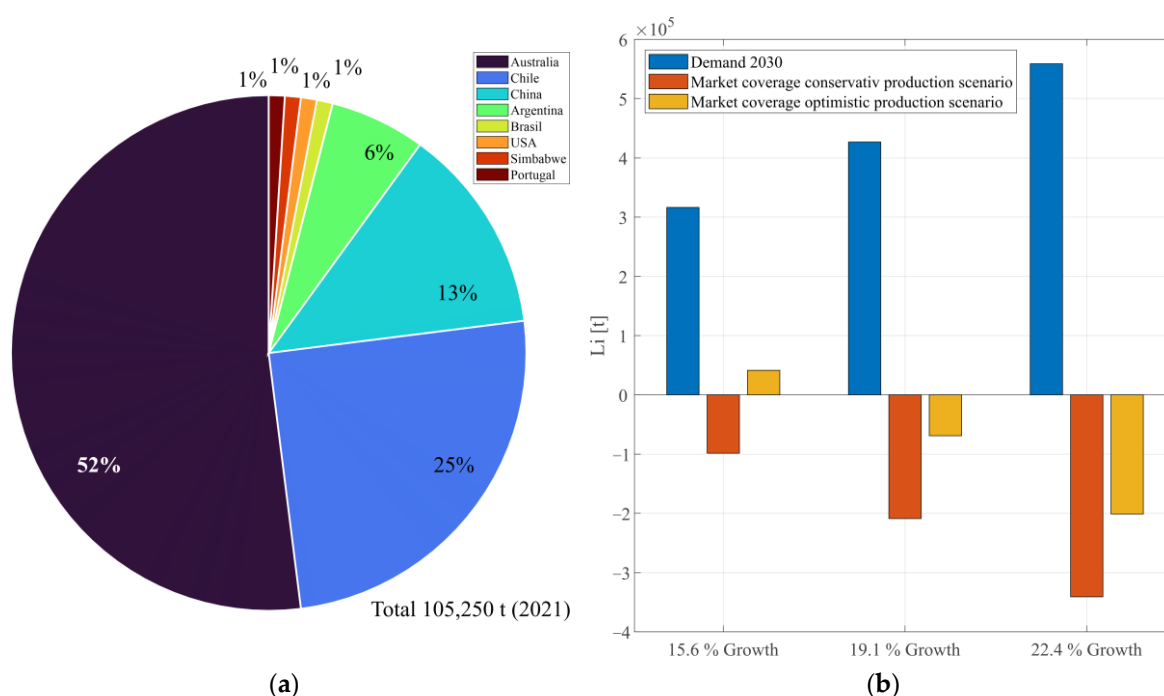 1%
1%
1%
1%
6%
13%
25%
52%
Australia
Chile
China
Argentina
Brasil
USA
Simbabwe
Portugal
Total 105,250 t (2021)
(a)
×10⁵
6
5
4
3
2
1
0
−1
−2
−3
−4
Li [t]
Demand 2030
Market coverage conservativ production scenario
Market coverage optimistic production scenario
15.6 % Growth
19.1 % Growth
22.4 % Growth
(b)